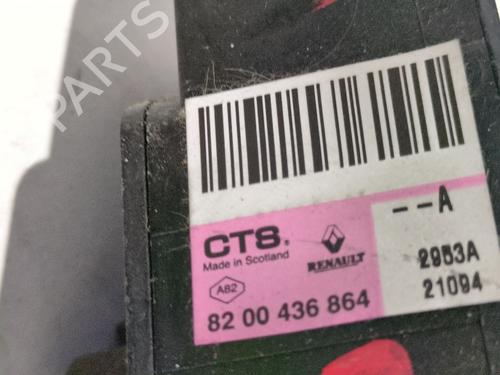 PARTS
--A
CTS®
Made in Scotland
RENAULT
2953A
A82
21094
82 00 436 864